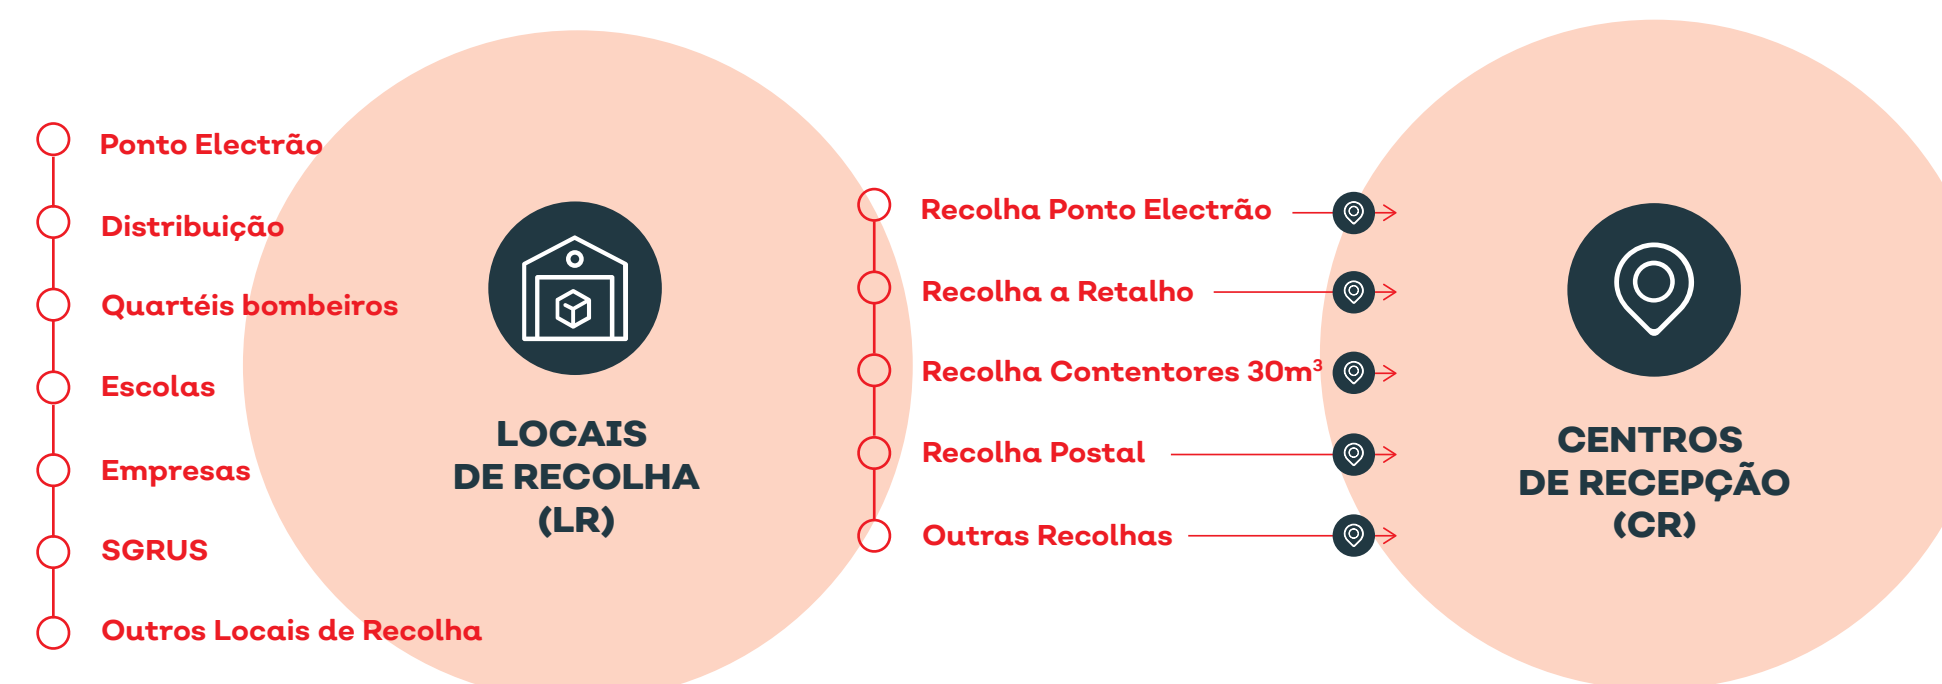 Ponto Electrão
Distribuição
Quartéis bombeiros
Escolas
Empresas
SGRUS
Outros Locais de Recolha
LOCAIS
DE RECOLHA
(LR)
Recolha Ponto Electrão
Recolha a Retalho
Recolha Contentores 30m³
Recolha Postal
Outras Recolhas
CENTROS
DE RECEPÇÃO
(CR)